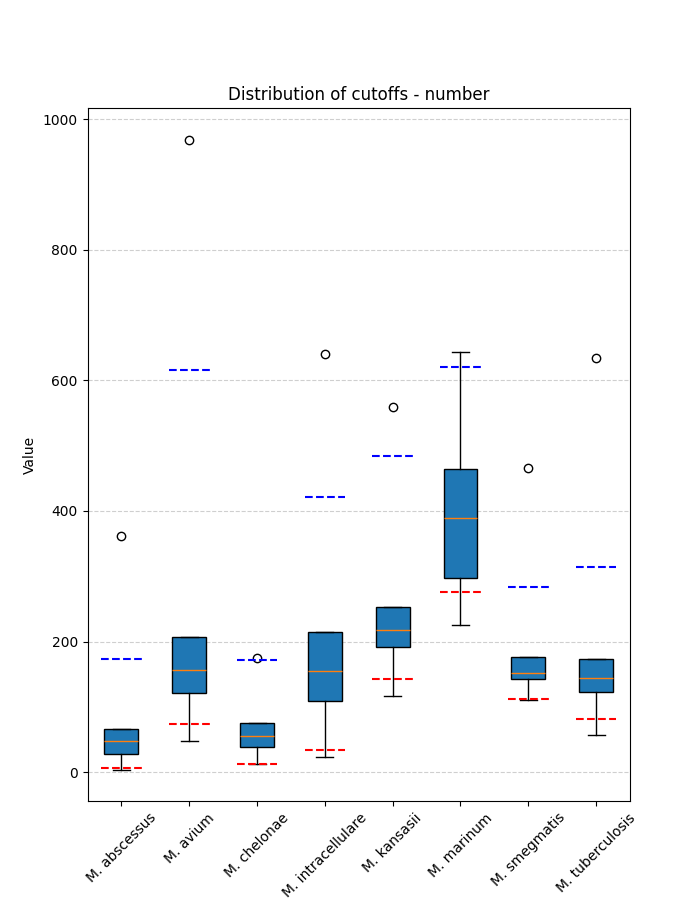 Distribution of cutoffs - number
1000
800
600
400
200
0
Value
M. abscessus
M. avium
M. chelonae
M. intracellulare
M. kansasii
M. marinum
M. smegmatis
M. tuberculosis